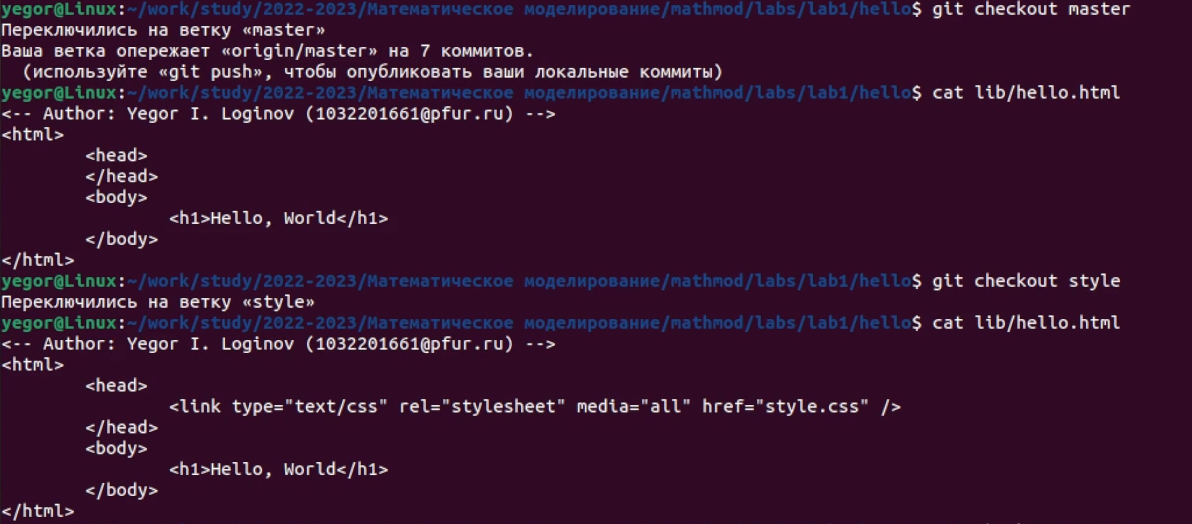 yegor@Linux:~/work/study/2022-2023/Математическое моделирование/mathmod/labs/lab1/hello$ git checkout master
Переключились на ветку «master»
Ваша ветка опережает «origin/master» на 7 коммитов.
  (используйте «git push», чтобы опубликовать ваши локальные коммиты)
yegor@Linux:~/work/study/2022-2023/Математическое моделирование/mathmod/labs/lab1/hello$ cat lib/hello.html
<-- Author: Yegor I. Loginov (1032201661@pfur.ru) -->
<html>
        <head>
        </head>
        <body>
                <h1>Hello, World</h1>
        </body>
</html>
yegor@Linux:~/work/study/2022-2023/Математическое моделирование/mathmod/labs/lab1/hello$ git checkout style
Переключились на ветку «style»
yegor@Linux:~/work/study/2022-2023/Математическое моделирование/mathmod/labs/lab1/hello$ cat lib/hello.html
<-- Author: Yegor I. Loginov (1032201661@pfur.ru) -->
<html>
        <head>
                <link type="text/css" rel="stylesheet" media="all" href="style.css" />
        </head>
        <body>
                <h1>Hello, World</h1>
        </body>
</html>